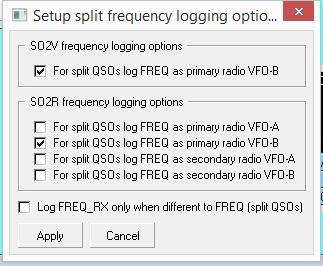 Setup split frequency logging options
SO2V frequency logging options
For split QSOs log FREQ as primary radio VFO-B
SO2R frequency logging options
For split QSOs log FREQ as primary radio VFO-A
For split QSOs log FREQ as primary radio VFO-B
For split QSOs log FREQ as secondary radio VFO-A
For split QSOs log FREQ as secondary radio VFO-B
Log FREQ_RX only when different to FREQ (split QSOs)
Apply Cancel